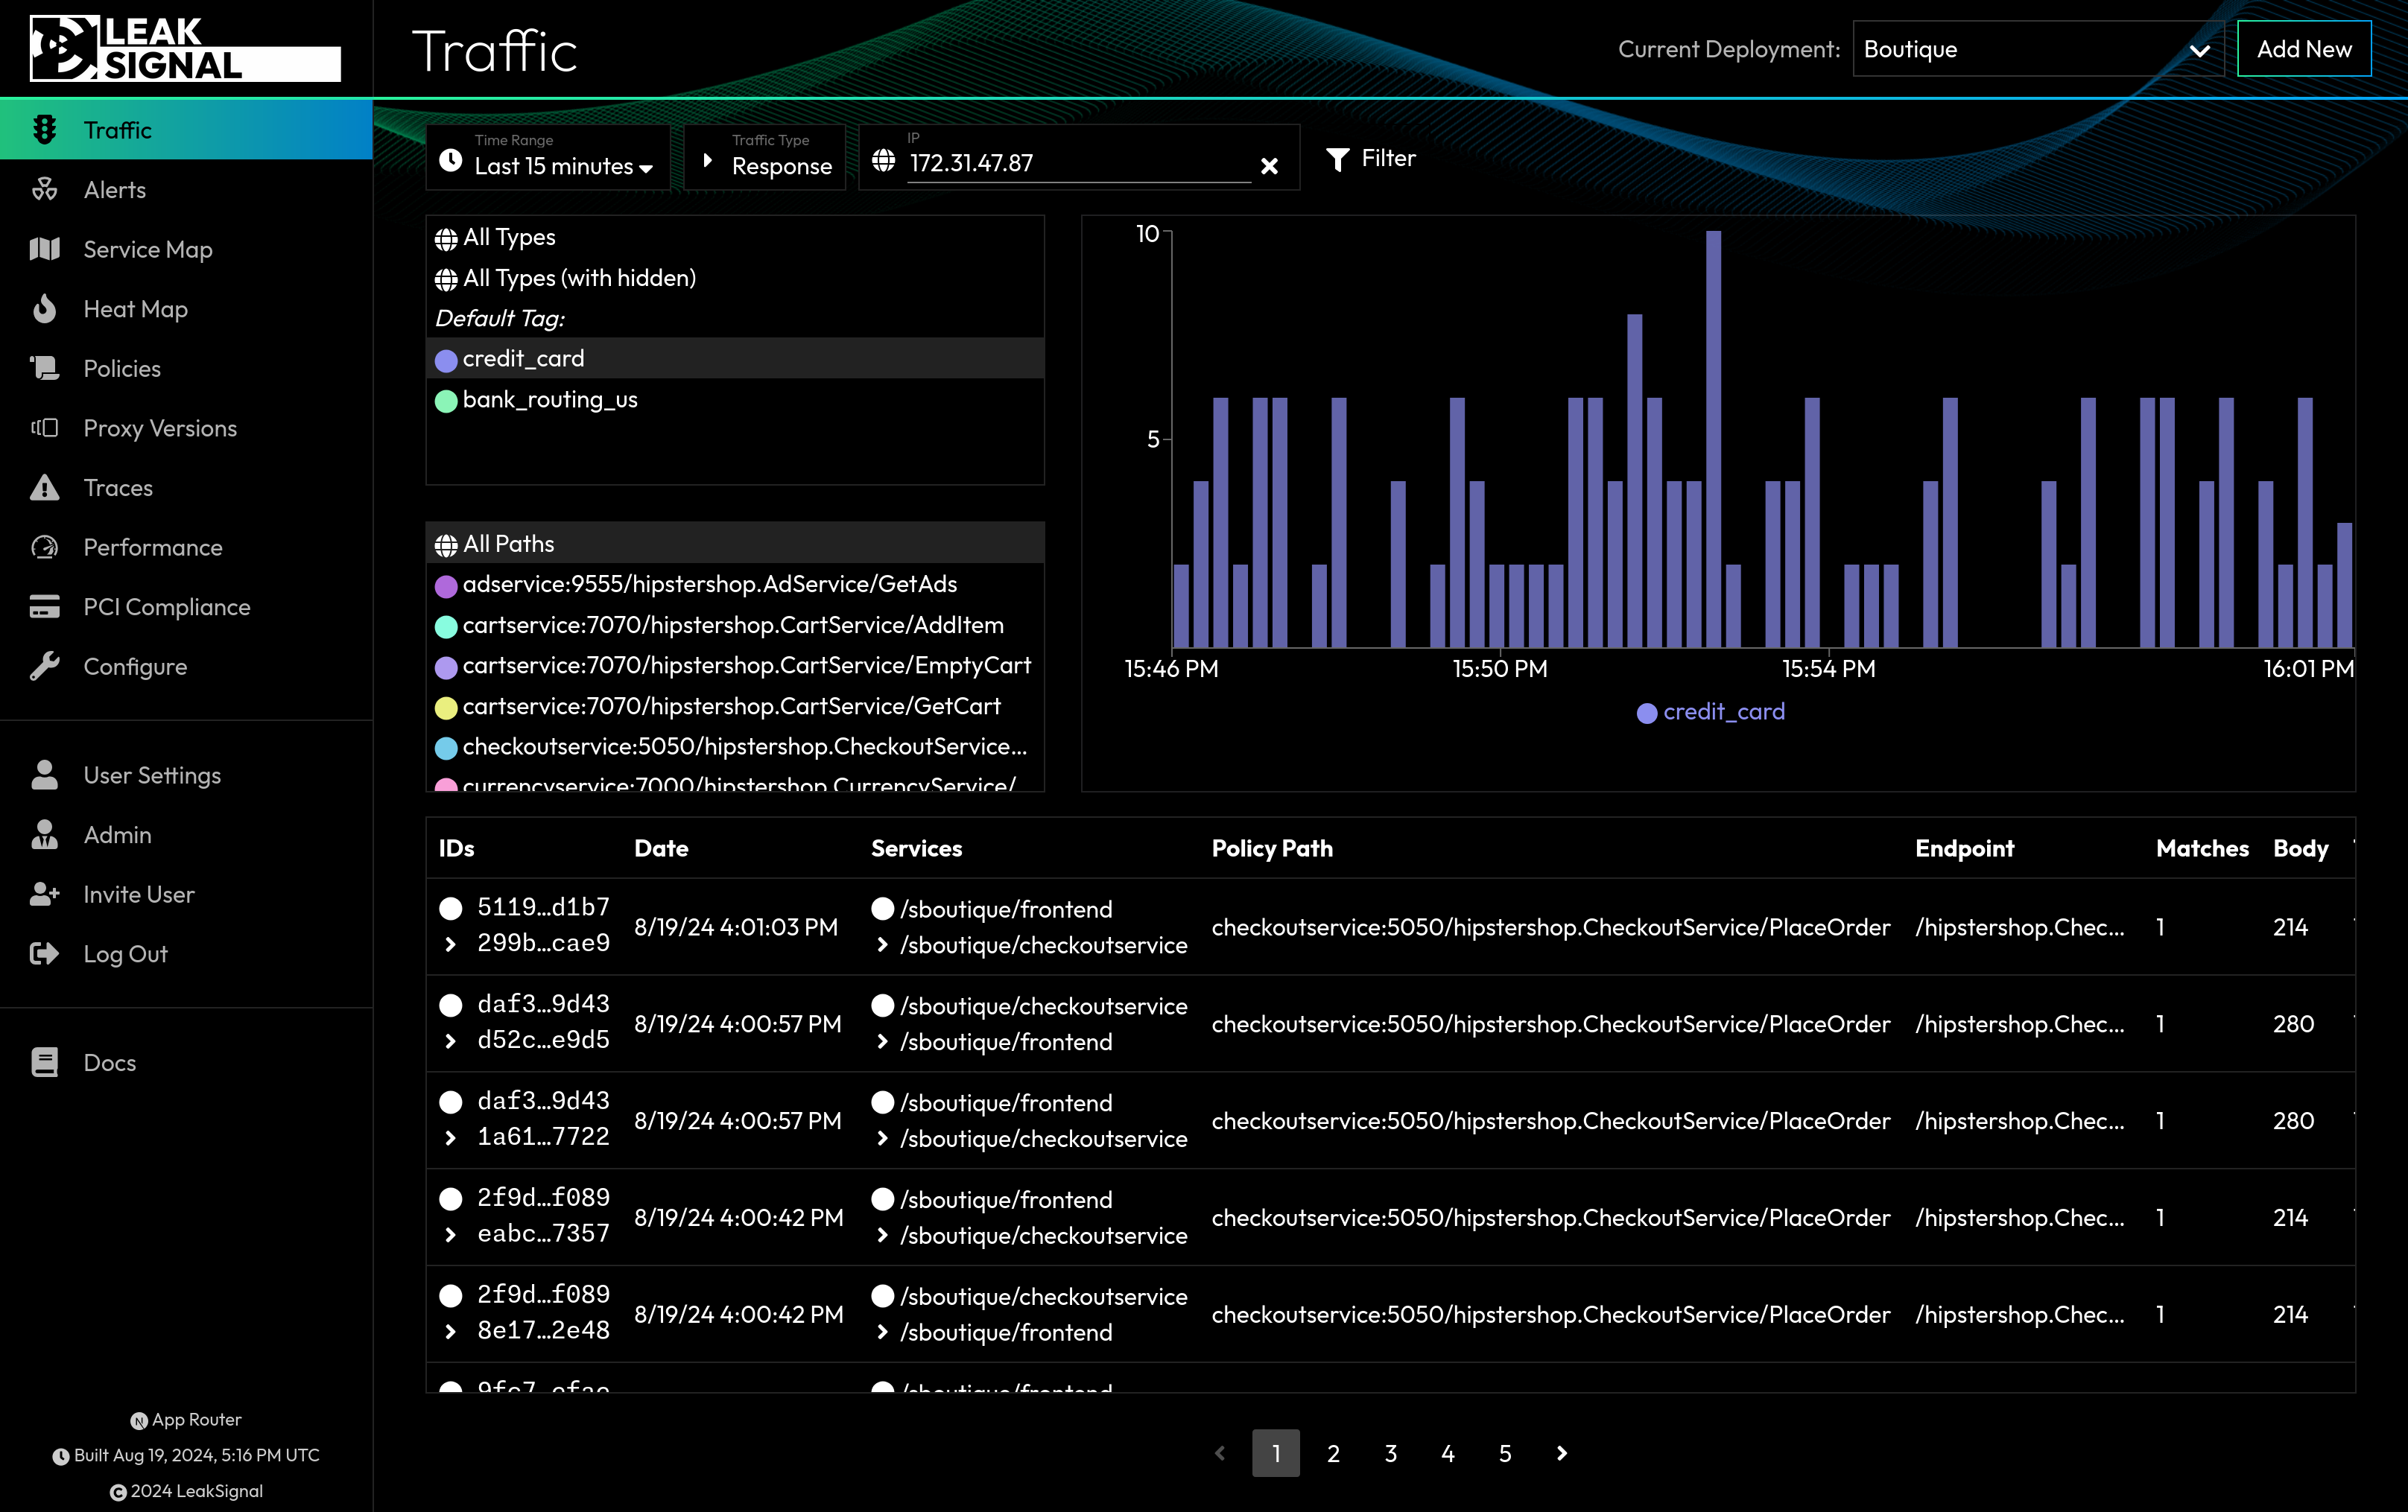 LEAK
SIGNAL
Traffic
Current Deployment:
Boutique
Add New
Traffic
Alerts
Service Map
Heat Map
Policies
Proxy Versions
Traces
Performance
PCI Compliance
Configure
User Settings
Admin
Invite User
Log Out
Docs
App Router
Built Aug 19, 2024, 5:16 PM UTC
2024 LeakSignal
Time Range
Last 15 minutes
Traffic Type
Response
IP
172.31.47.87
Filter
All Types
All Types (with hidden)
Default Tag:
credit_card
bank_routing_us
All Paths
adservice:9555/hipstershop.AdService/GetAds
cartservice:7070/hipstershop.CartService/AddItem
cartservice:7070/hipstershop.CartService/EmptyCart
cartservice:7070/hipstershop.CartService/GetCart
checkoutservice:5050/hipstershop.CheckoutService...
currencyservice:7000/hipstershop.CurrencyService/
10
5
15:46 PM 15:50 PM 15:54 PM 16:01 PM
credit_card
IDs Date Services Policy Path Endpoint Matches Body
5119…d1b7
299b…cae9
8/19/24 4:01:03 PM
/sboutique/frontend
/sboutique/checkoutservice
checkoutservice:5050/hipstershop.CheckoutService/PlaceOrder
/hipstershop.Chec...
1
214
daf3…9d43
d52c…e9d5
8/19/24 4:00:57 PM
/sboutique/checkoutservice
/sboutique/frontend
checkoutservice:5050/hipstershop.CheckoutService/PlaceOrder
/hipstershop.Chec...
1
280
daf3…9d43
1a61…7722
8/19/24 4:00:57 PM
/sboutique/frontend
/sboutique/checkoutservice
checkoutservice:5050/hipstershop.CheckoutService/PlaceOrder
/hipstershop.Chec...
1
280
2f9d…f089
eabc…7357
8/19/24 4:00:42 PM
/sboutique/frontend
/sboutique/checkoutservice
checkoutservice:5050/hipstershop.CheckoutService/PlaceOrder
/hipstershop.Chec...
1
214
2f9d…f089
8e17…2e48
8/19/24 4:00:42 PM
/sboutique/checkoutservice
/sboutique/frontend
checkoutservice:5050/hipstershop.CheckoutService/PlaceOrder
/hipstershop.Chec...
1
214
/sboutique/frontend
1 2 3 4 5